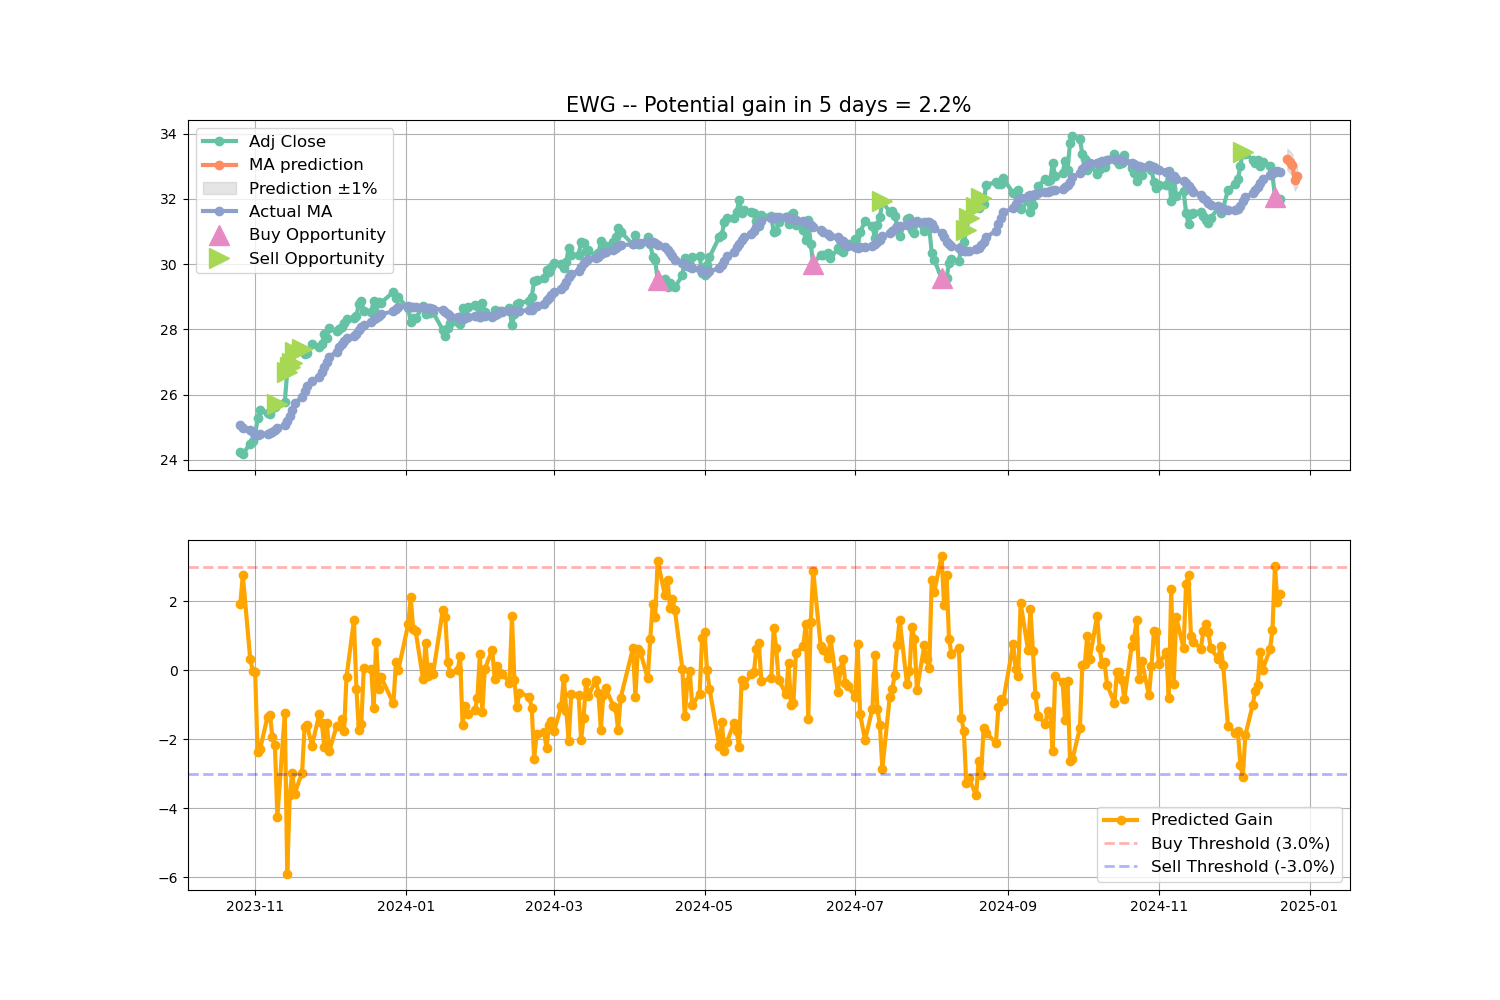 EWG -- Potential gain in 5 days = 2.2%
34
32
30
28
26
24
Adj Close
MA prediction
Prediction ±1%
Actual MA
Buy Opportunity
Sell Opportunity
2
0
−2
−4
−6
Predicted Gain
Buy Threshold (3.0%)
Sell Threshold (-3.0%)
2023-11 2024-01 2024-03 2024-05 2024-07 2024-09 2024-11 2025-01